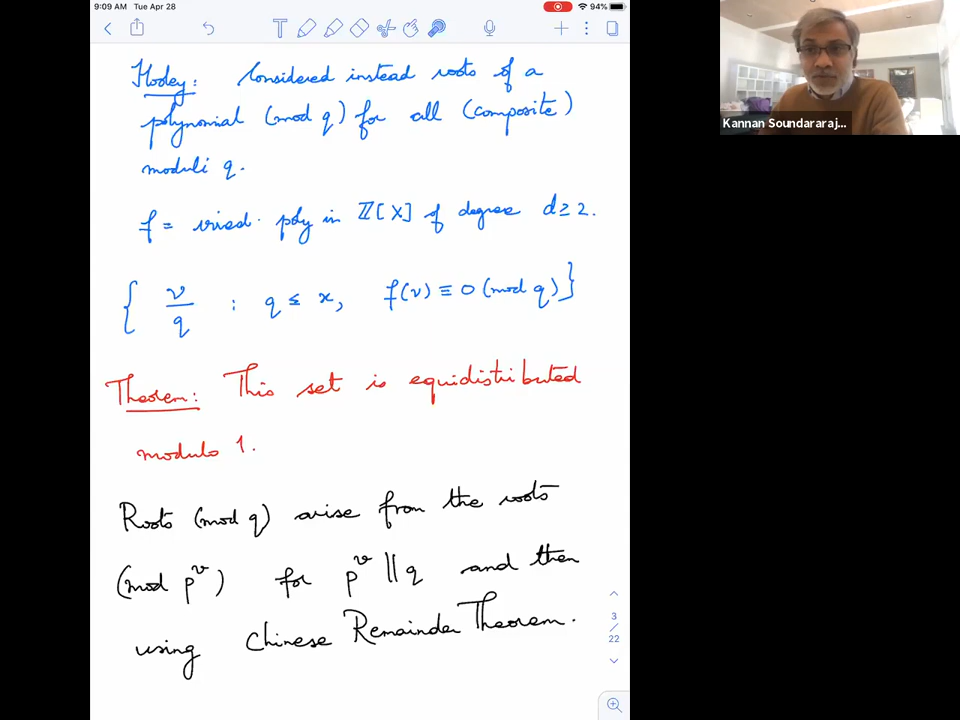 9:09 AM Tue Apr 28
94%
Hooley: Considered instead roots of a
polynomial (mod q) for all (composite)
moduli q.
f = irred. poly in ℤ[X] of degree d ≥ 2.
{ ν/q : q ≤ x, f(ν) ≡ 0 (mod q) }
Theorem: This set is equidistributed
modulo 1.
Roots (mod q) arise from the roots
(mod p^v) for p^v || q and then
using Chinese Remainder Theorem.
3
/
22
Kannan Soundararaj...